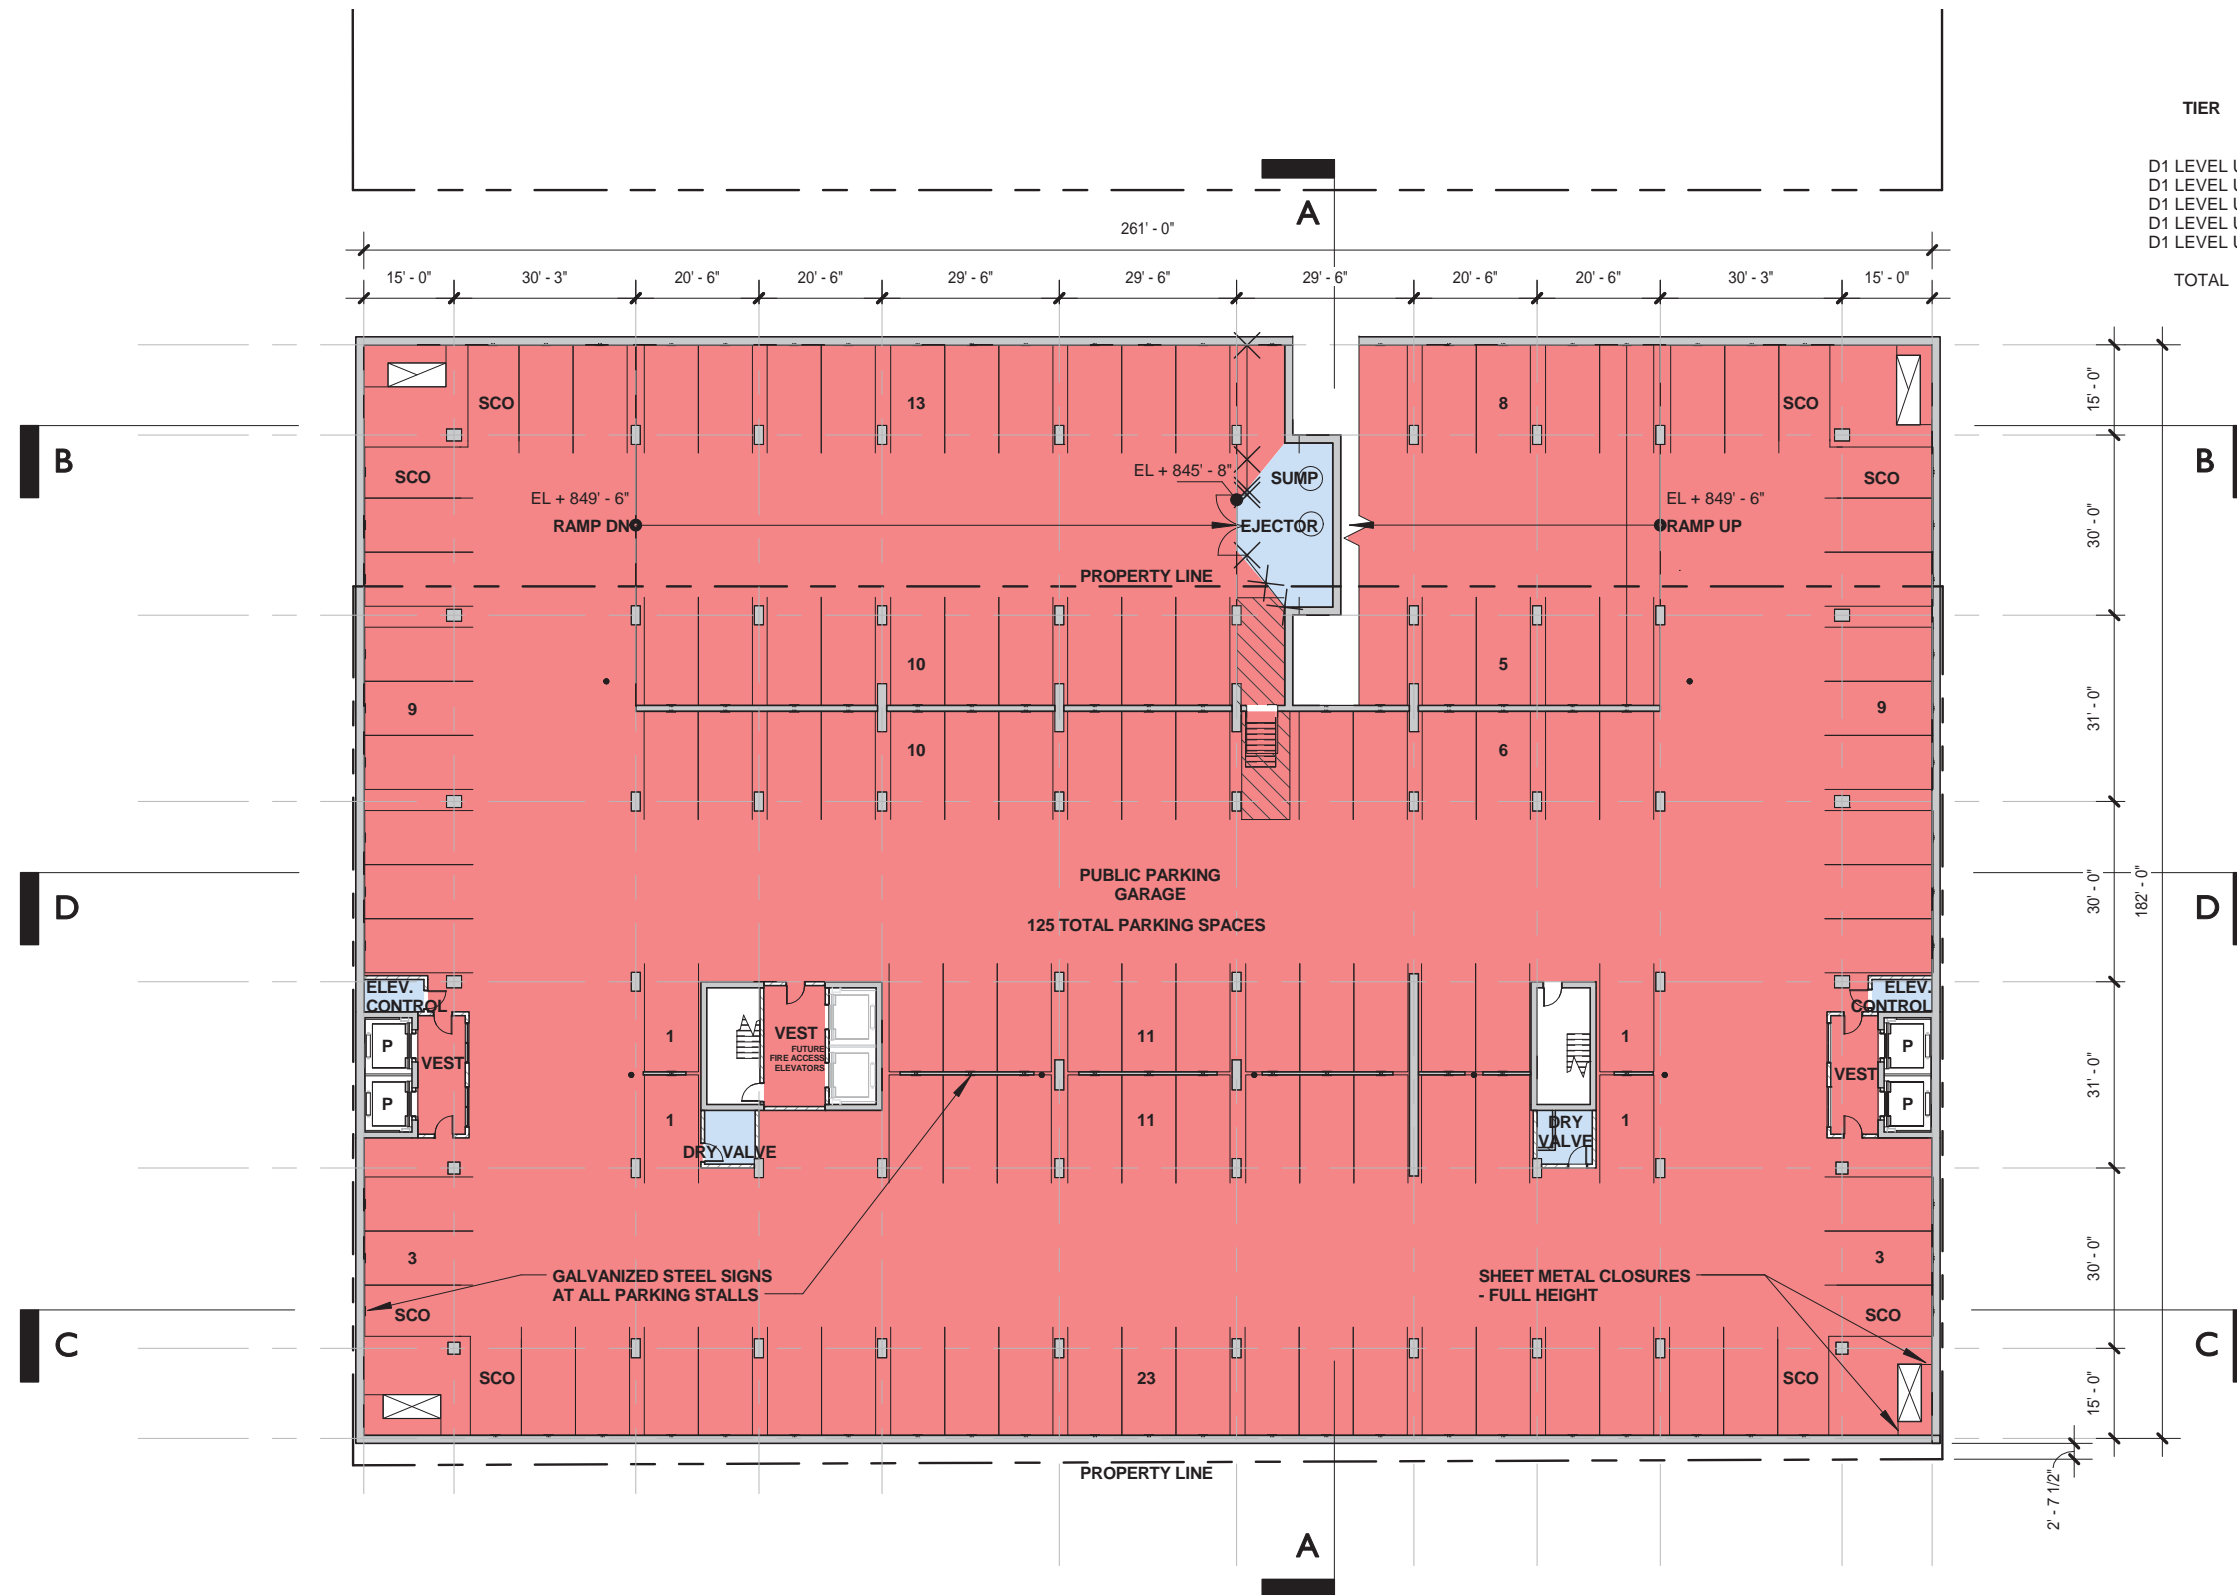 TIER
D1 LEVEL U
D1 LEVEL U
D1 LEVEL U
D1 LEVEL U
D1 LEVEL U
TOTAL
A
261' - 0"
15' - 0" 30' - 3" 20' - 6" 20' - 6" 29' - 6" 29' - 6" 29' - 6" 20' - 6" 20' - 6" 30' - 3" 15' - 0"
15' - 0"
SCO 13 8 SCO
B B
SCO EL + 845' - 8" SUMP SCO
EL + 849' - 6" EL + 849' - 6"
RAMP DN EJECTOR RAMP UP
30' - 0"
PROPERTY LINE
10 5
9 9
31' - 0"
10 6
PUBLIC PARKING
GARAGE
125 TOTAL PARKING SPACES
D D
30' - 0"
182' - 0"
ELEV.
CONTROL
ELEV.
CONTROL
P VEST
P
1 VEST
FUTURE
FIRE ACCESS
ELEVATORS
11 1
VEST P
P
31' - 0"
1 11 1
DRY VALVE
DRY
VALVE
3 3
30' - 0"
GALVANIZED STEEL SIGNS
AT ALL PARKING STALLS
SHEET METAL CLOSURES
- FULL HEIGHT
SCO SCO
C C
SCO 23 SCO
15' - 0"
PROPERTY LINE
2' - 7 1/2"
A